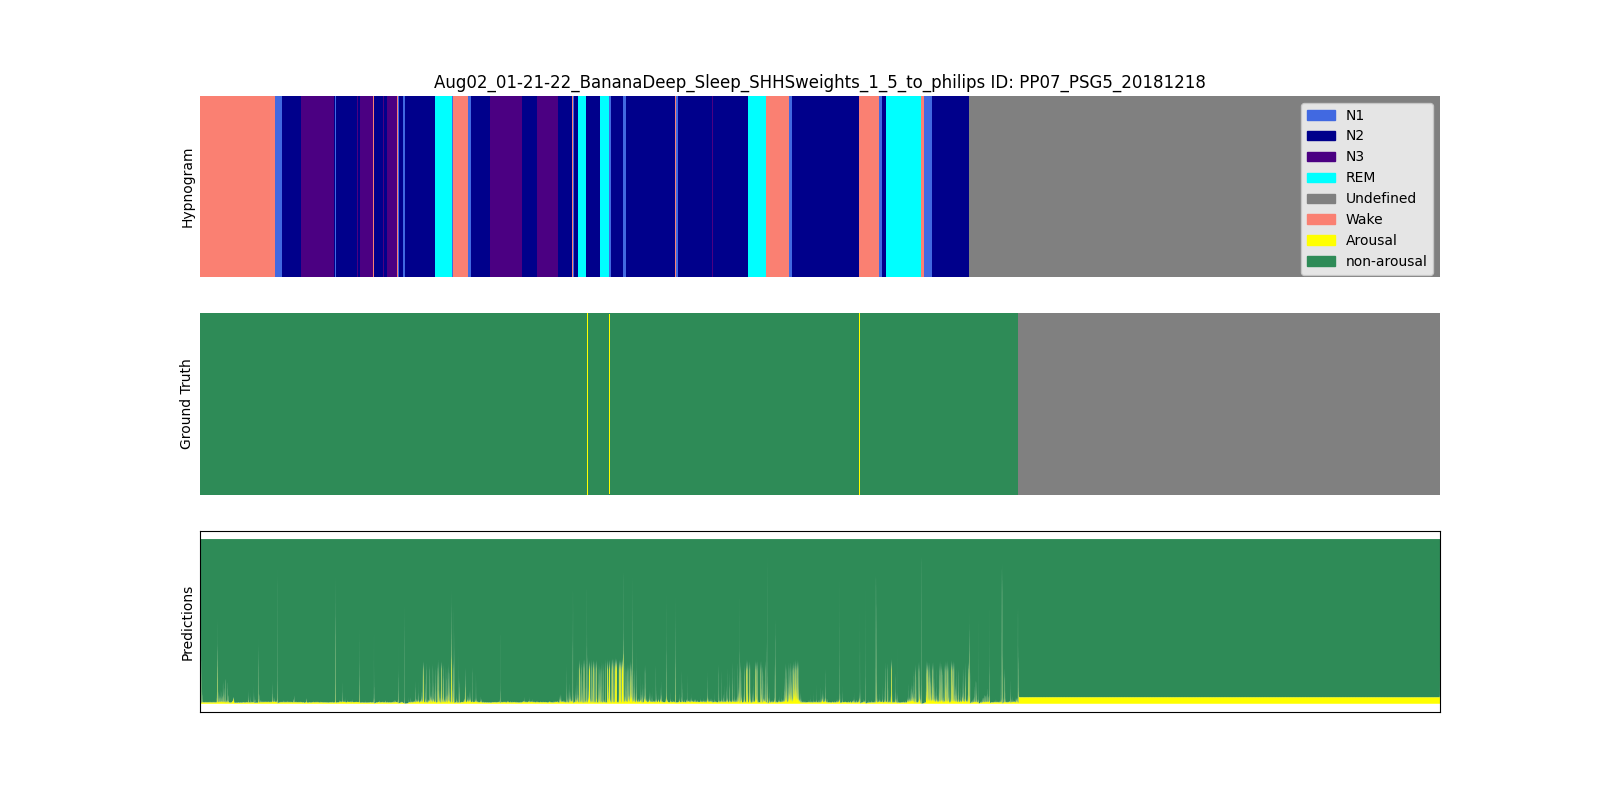 Aug02_01-21-22_BananaDeep_Sleep_SHHSweights_1_5_to_philips ID: PP07_PSG5_20181218
Hypnogram
N1
N2
N3
REM
Undefined
Wake
Arousal
non-arousal
Ground Truth
Predictions